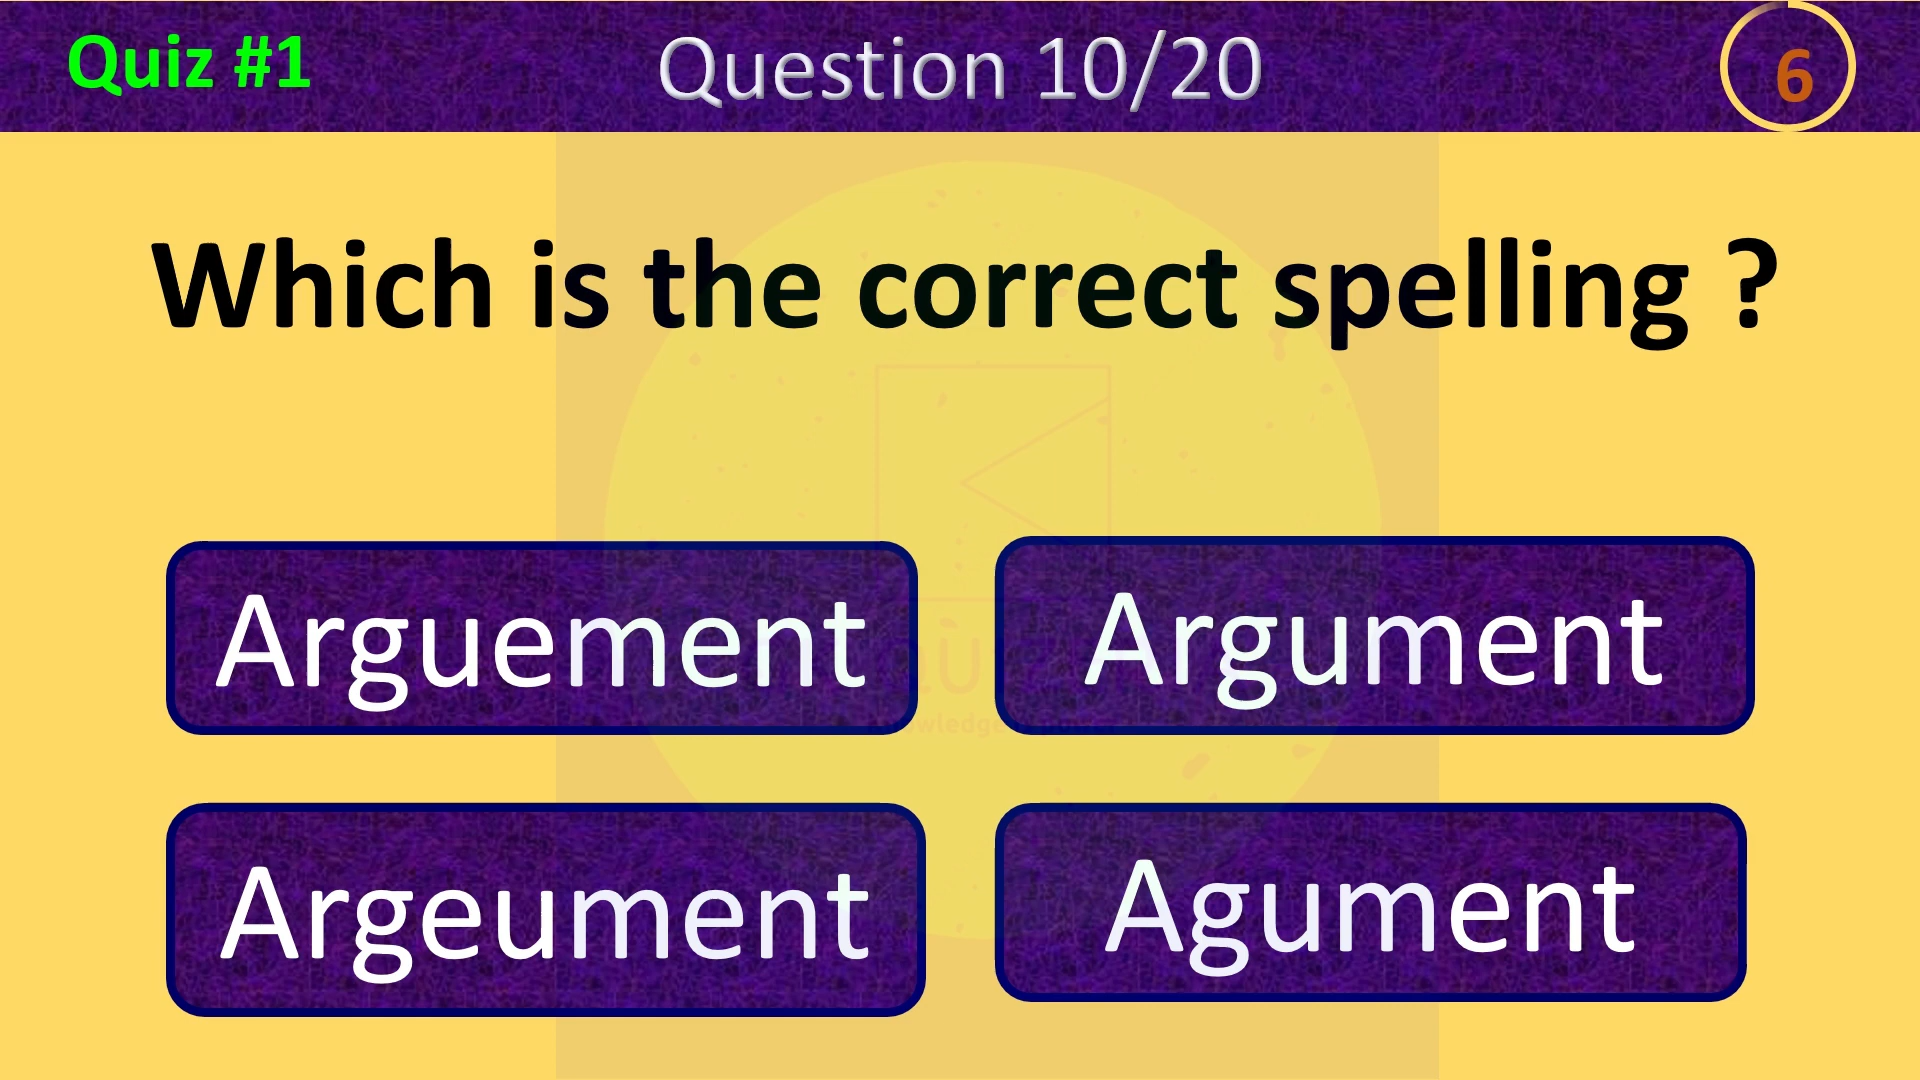 Quiz #1
Question 10/20
6
Which is the correct spelling ?
Arguement
Argument
Argeument
Agument